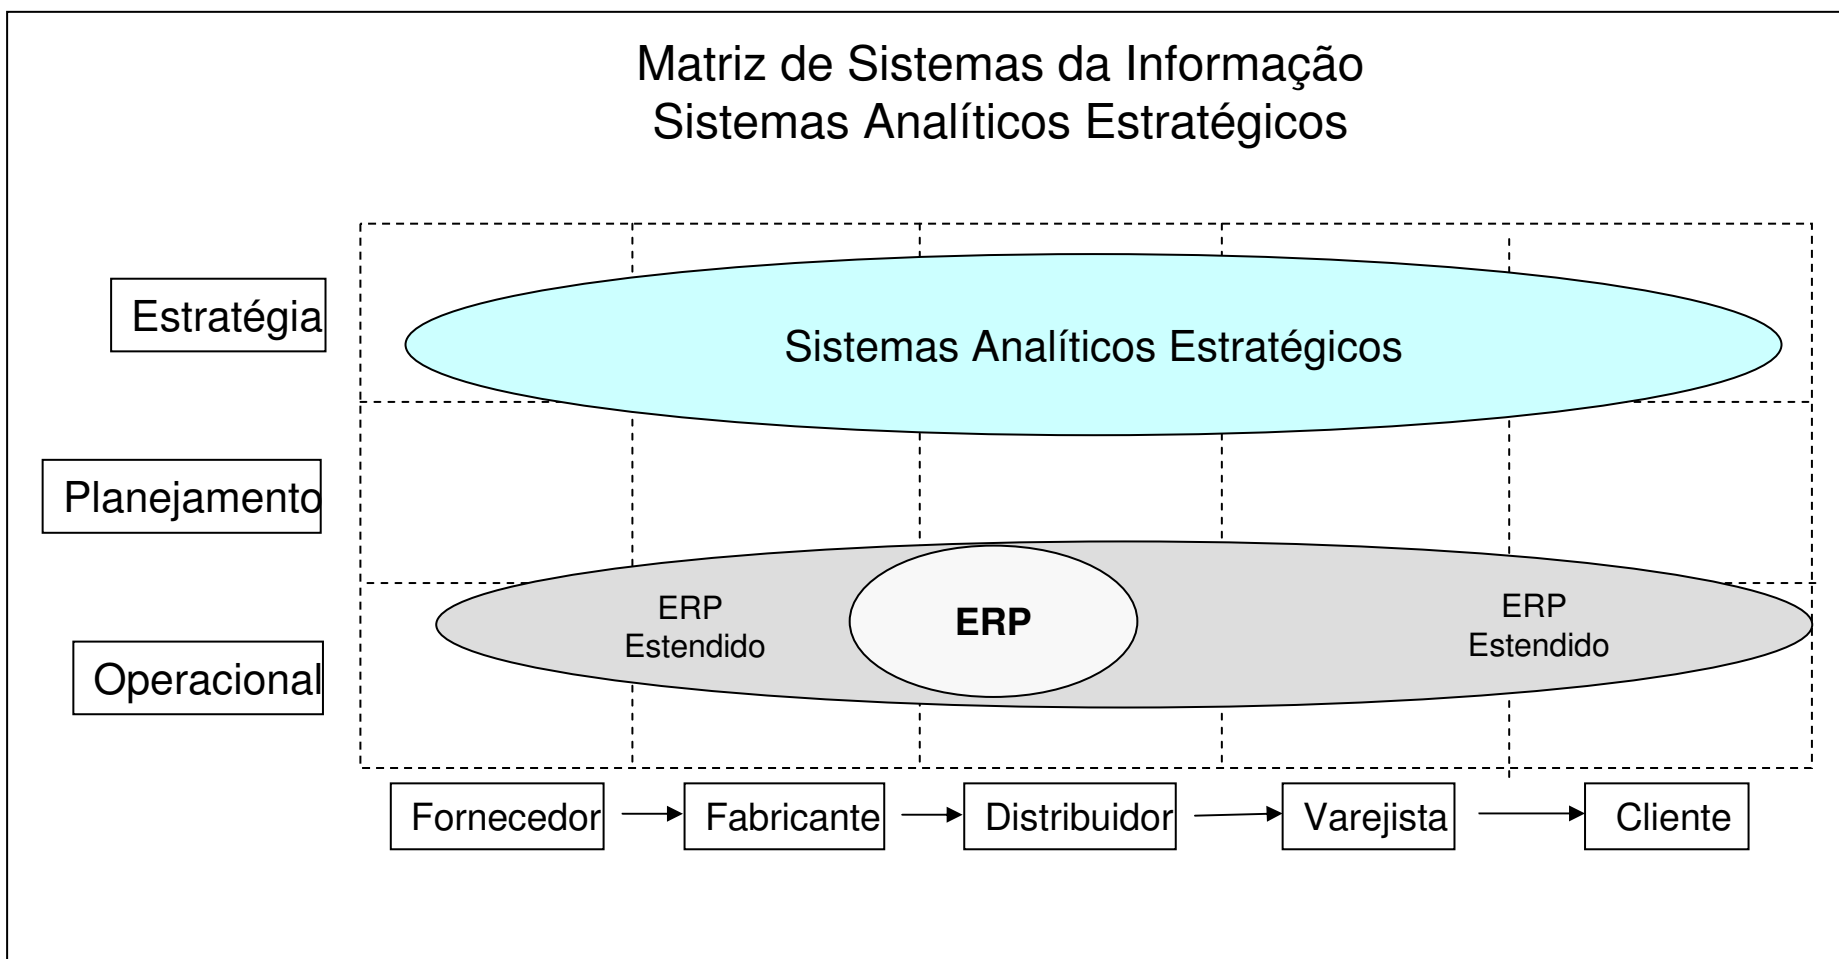 Matriz de Sistemas da Informação
Sistemas Analíticos Estratégicos
Estratégia
Sistemas Analíticos Estratégicos
Planejamento
ERP
Estendido
ERP
ERP
Estendido
Operacional
Fornecedor
Fabricante
Distribuidor
Varejista
Cliente